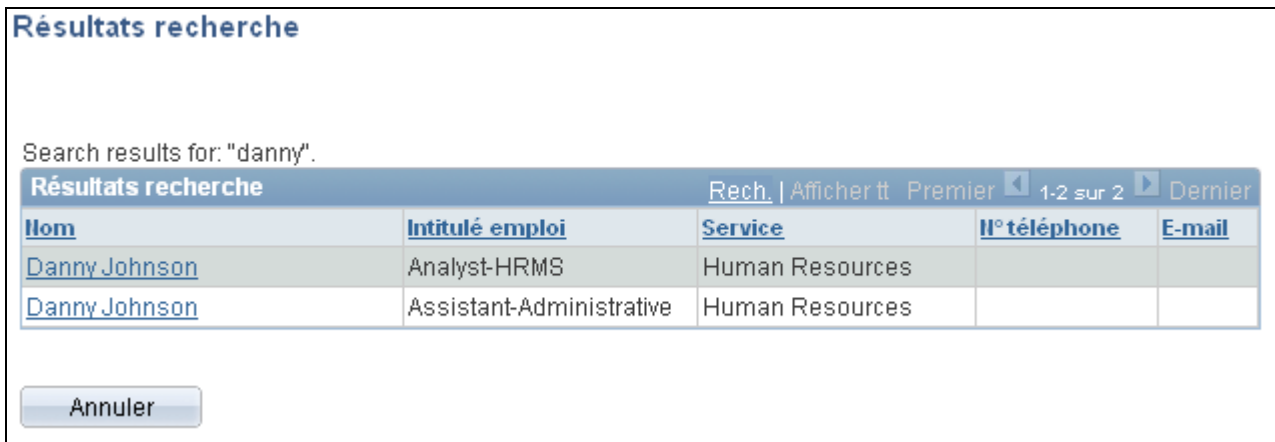 Résultats recherche
Search results for: "danny".
Résultats recherche Rech. | Afficher tt Premier 1-2 sur 2 Dernier
Nom Intitulé emploi Service N° téléphone E-mail
Danny Johnson Analyst-HRMS Human Resources
Danny Johnson Assistant-Administrative Human Resources
Annuler